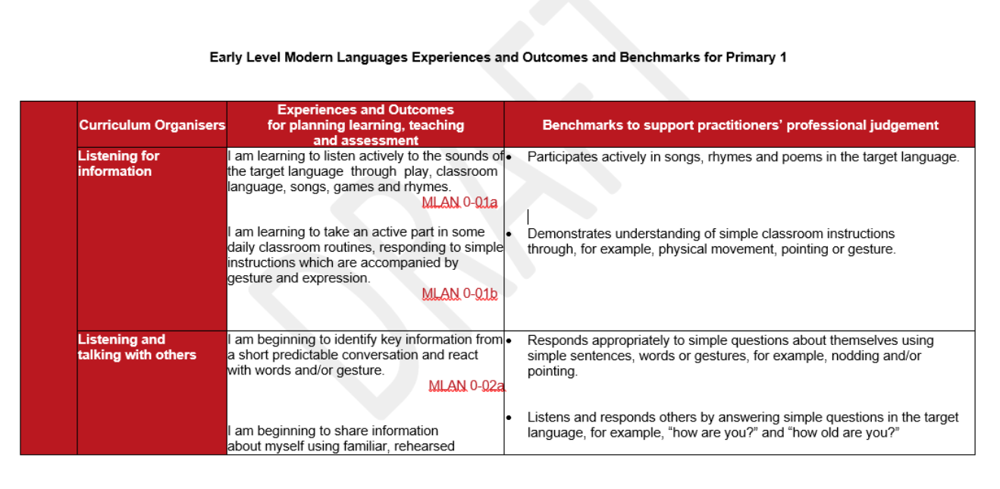 DRAFT
Early Level Modern Languages Experiences and Outcomes and Benchmarks for Primary 1
Curriculum Organisers
Experiences and Outcomes
for planning learning, teaching
and assessment
Benchmarks to support practitioners’ professional judgement
Listening for
information
I am learning to listen actively to the sounds of
the target language through play, classroom
language, songs, games and rhymes.
MLAN 0-01a
I am learning to take an active part in some
daily classroom routines, responding to simple
instructions which are accompanied by
gesture and expression.
MLAN 0-01b
• Participates actively in songs, rhymes and poems in the target language.
• Demonstrates understanding of simple classroom instructions
through, for example, physical movement, pointing or gesture.
Listening and
talking with others
I am beginning to identify key information from
a short predictable conversation and react
with words and/or gesture.
MLAN 0-02a
I am beginning to share information
about myself using familiar, rehearsed
• Responds appropriately to simple questions about themselves using
simple sentences, words or gestures, for example, nodding and/or
pointing.
• Listens and responds others by answering simple questions in the target
language, for example, “how are you?” and “how old are you?”